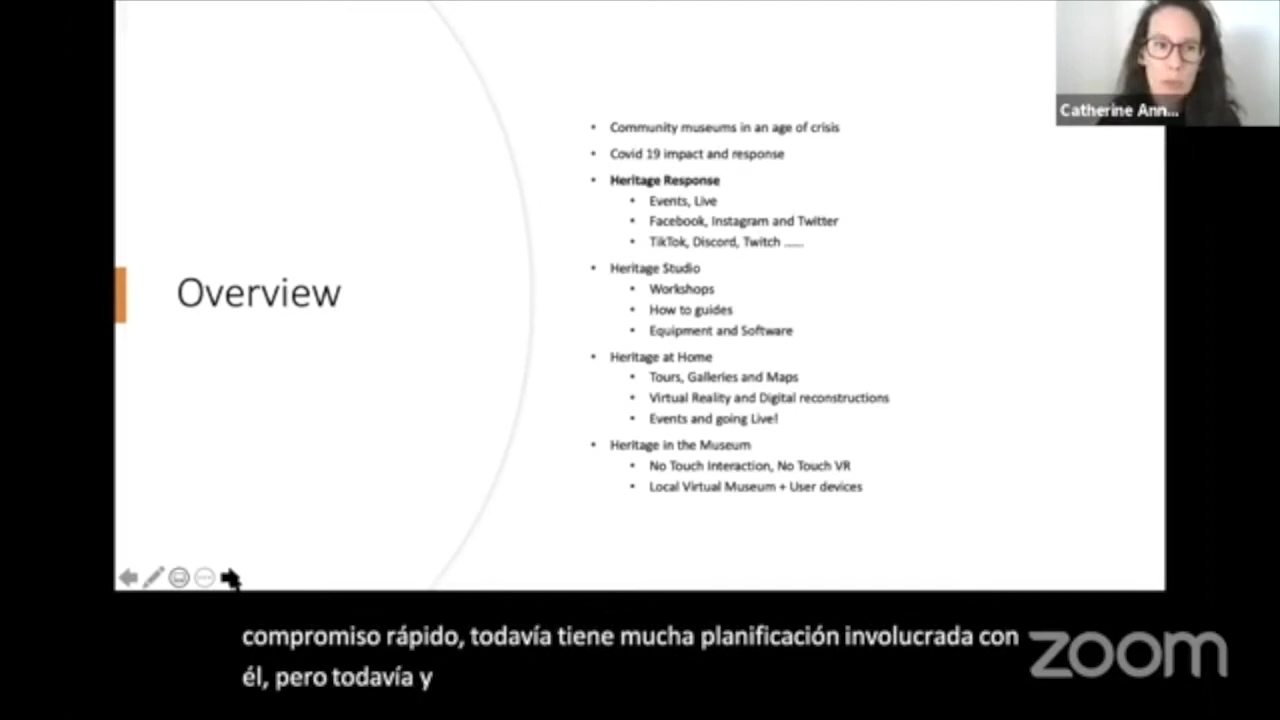 Catherine Ann...
Overview
• Community museums in an age of crisis
• Covid 19 impact and response
• Heritage Response
• Events, Live
• Facebook, Instagram and Twitter
• TikTok, Discord, Twitch ......
• Heritage Studio
• Workshops
• How to guides
• Equipment and Software
• Heritage at Home
• Tours, Galleries and Maps
• Virtual Reality and Digital reconstructions
• Events and going Live!
• Heritage in the Museum
• No Touch Interaction, No Touch VR
• Local Virtual Museum + User devices
compromiso rápido, todavía tiene mucha planificación involucrada con
él, pero todavía y
zoom